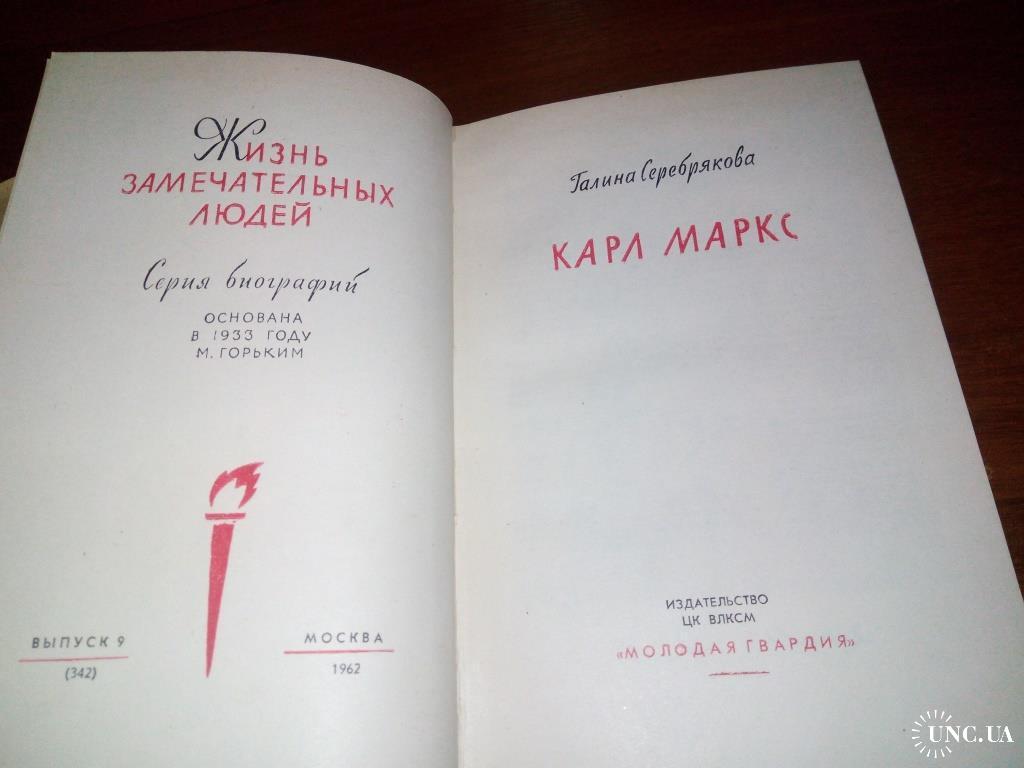 Жизнь
ЗАМЕЧАТЕЛЬНЫХ
ЛЮДЕЙ
Серия биографий
ОСНОВАНА
В 1933 ГОДУ
М. ГОРЬКИМ
ВЫПУСК 9
(342)
МОСКВА
1962
Галина Серебрякова
КАРЛ МАРКС
ИЗДАТЕЛЬСТВО
ЦК ВЛКСМ
«МОЛОДАЯ ГВАРДИЯ»
UNC.UA